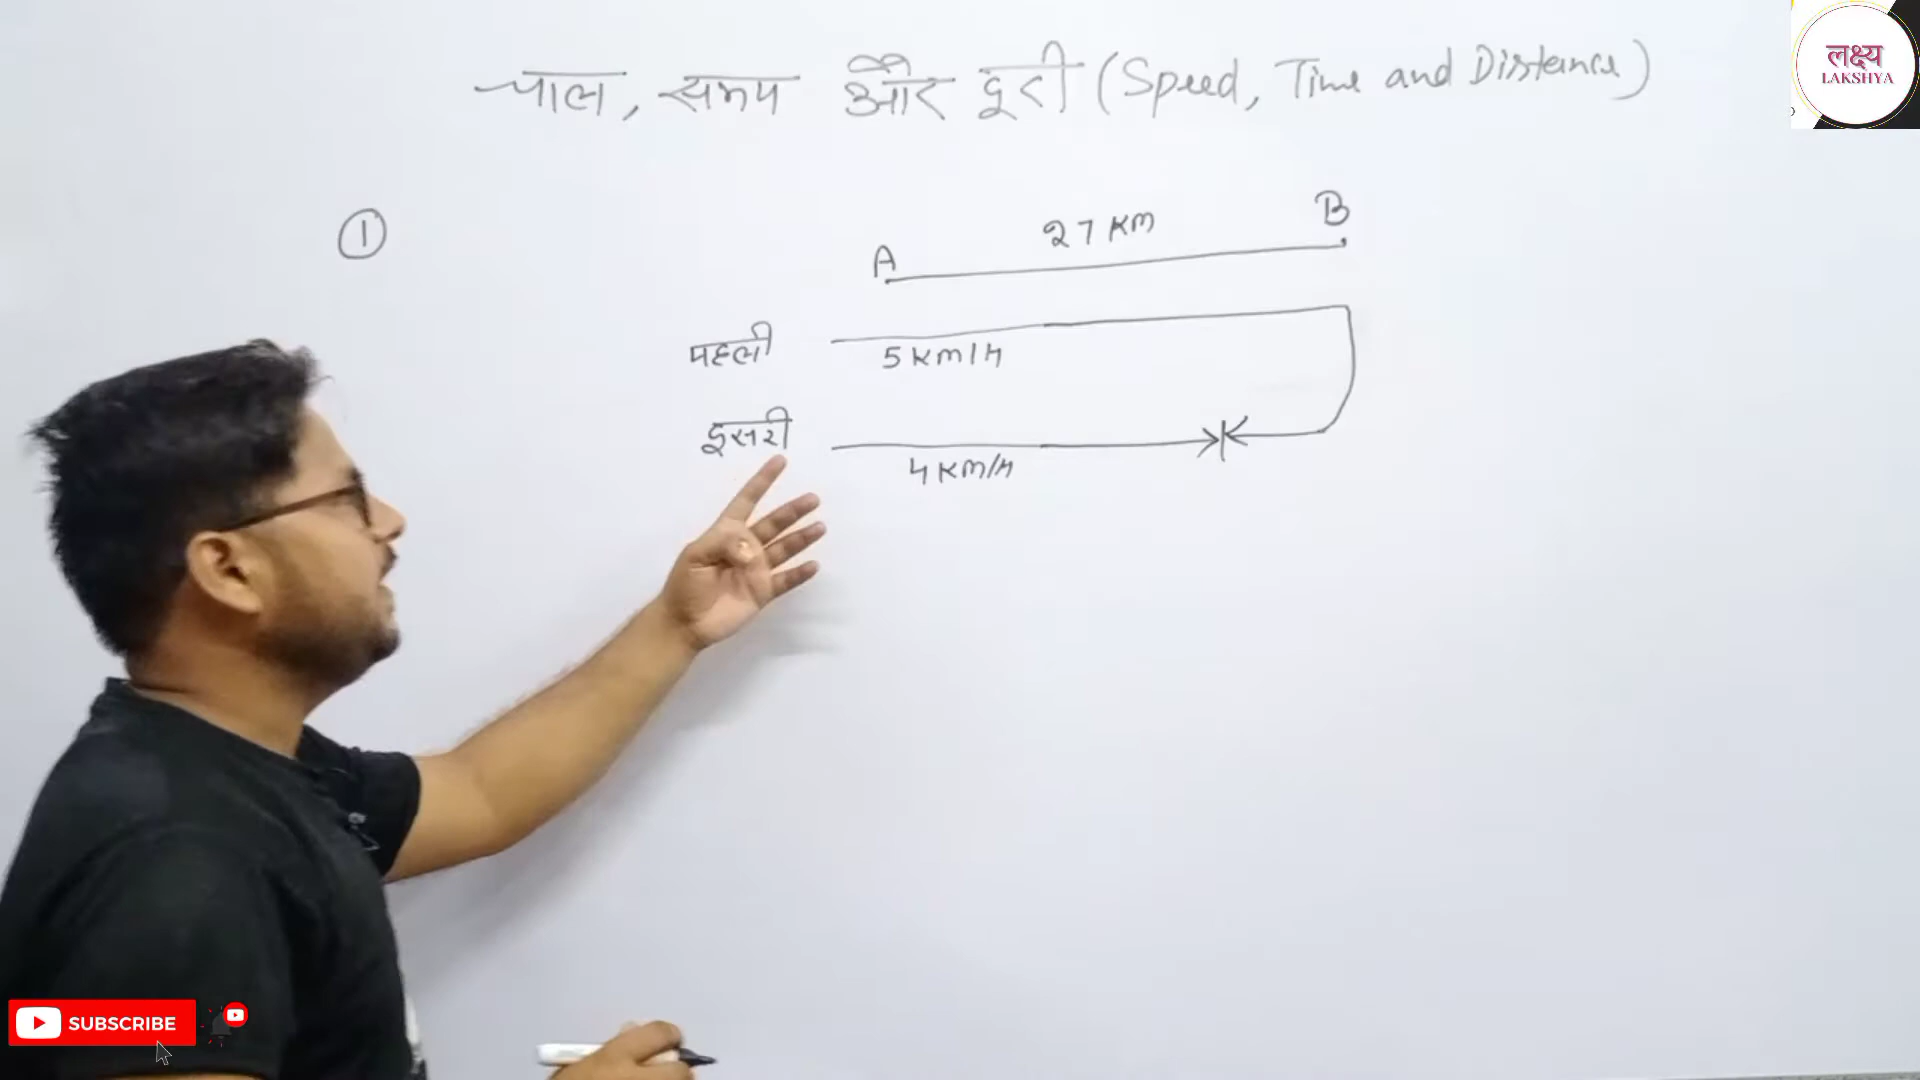 चाल, समय और दूरी (Speed, Time and Distance)
लक्ष्य
LAKSHYA
①
27 Km
B
A
पहली
5 Km/h
दूसरी
4 Km/h
SUBSCRIBE